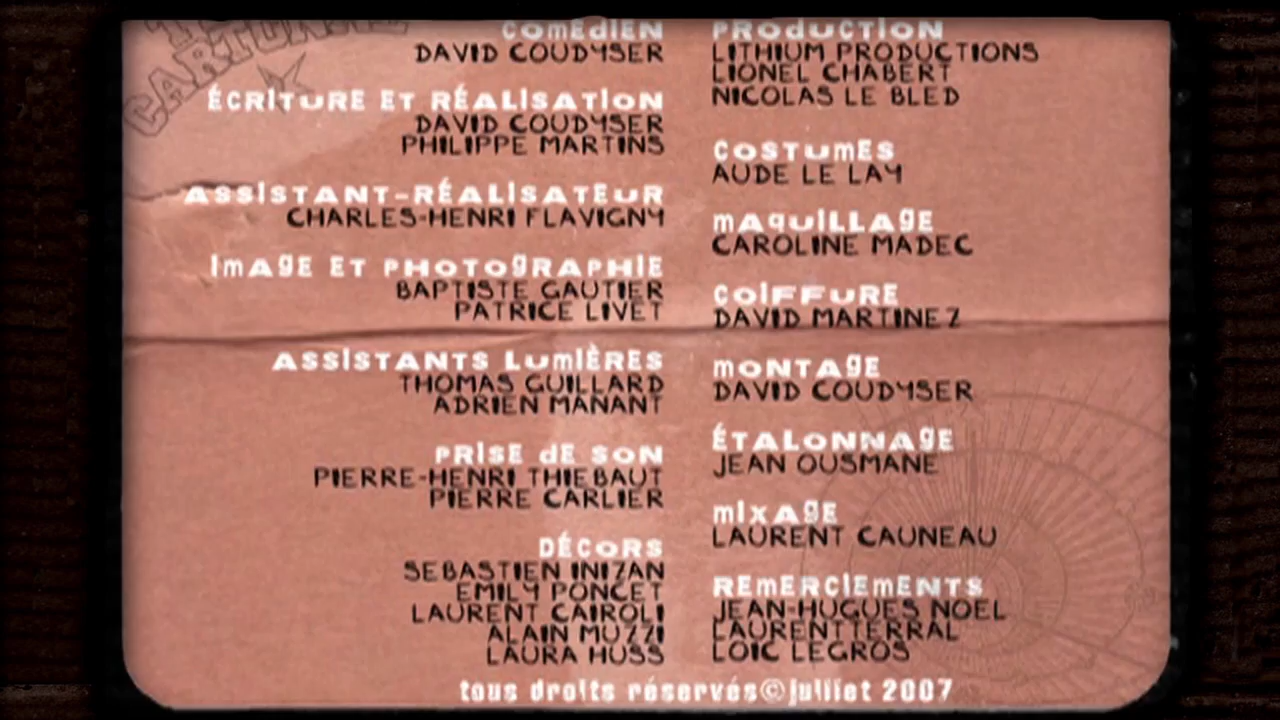 CARTONNE
COMÉDIEN
DAVID COUDYSER
ÉCRITURE ET RÉALISATION
DAVID COUDYSER
PHILIPPE MARTINS
ASSISTANT-RÉALISATEUR
CHARLES-HENRI FLAVIGNY
IMAGE ET PHOTOGRAPHIE
BAPTISTE GAUTIER
PATRICE LIVET
ASSISTANTS LUMIÈRES
THOMAS GUILLARD
ADRIEN MANANT
PRISE DE SON
PIERRE-HENRI THIEBAUT
PIERRE CARLIER
DÉCORS
SEBASTIEN INIZAN
EMILY PONCET
LAURENT CAIROLI
ALAIN MUZZI
LAURA HUSS
PRODUCTION
LITHIUM PRODUCTIONS
LIONEL CHABERT
NICOLAS LE BLED
COSTUMES
AUDE LE LAY
MAQUILLAGE
CAROLINE MADEC
COIFFURE
DAVID MARTINEZ
MONTAGE
DAVID COUDYSER
ÉTALONNAGE
JEAN OUSMANE
MIXAGE
LAURENT CAUNEAU
REMERCIEMENTS
JEAN-HUGUES NOEL
LAURENT TERRAL
LOIC LEGROS
tous droits réservés©juillet 2007